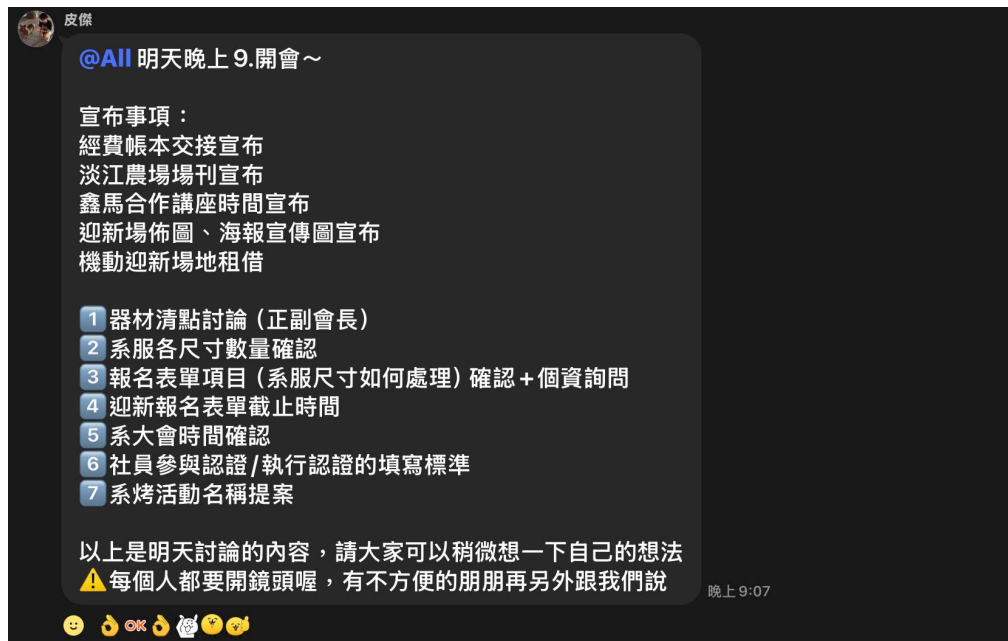 皮傑
@All 明天晚上9.開會～
宣布事項：
經費帳本交接宣布
淡江農場場刊宣布
鑫馬合作講座時間宣布
迎新場佈圖、海報宣傳圖宣布
機動迎新場地租借
1️⃣器材清點討論（正副會長）
2️⃣系服各尺寸數量確認
3️⃣報名表單項目（系服尺寸如何處理）確認+個資詢問
4️⃣迎新報名表單截止時間
5️⃣系大會時間確認
6️⃣社員參與認證/執行認證的填寫標準
7️⃣系烤活動名稱提案
以上是明天討論的內容，請大家可以稍微想一下自己的想法
⚠️每個人都要開鏡頭喔，有不方便的朋朋再另外跟我們說
晚上9:07
OK